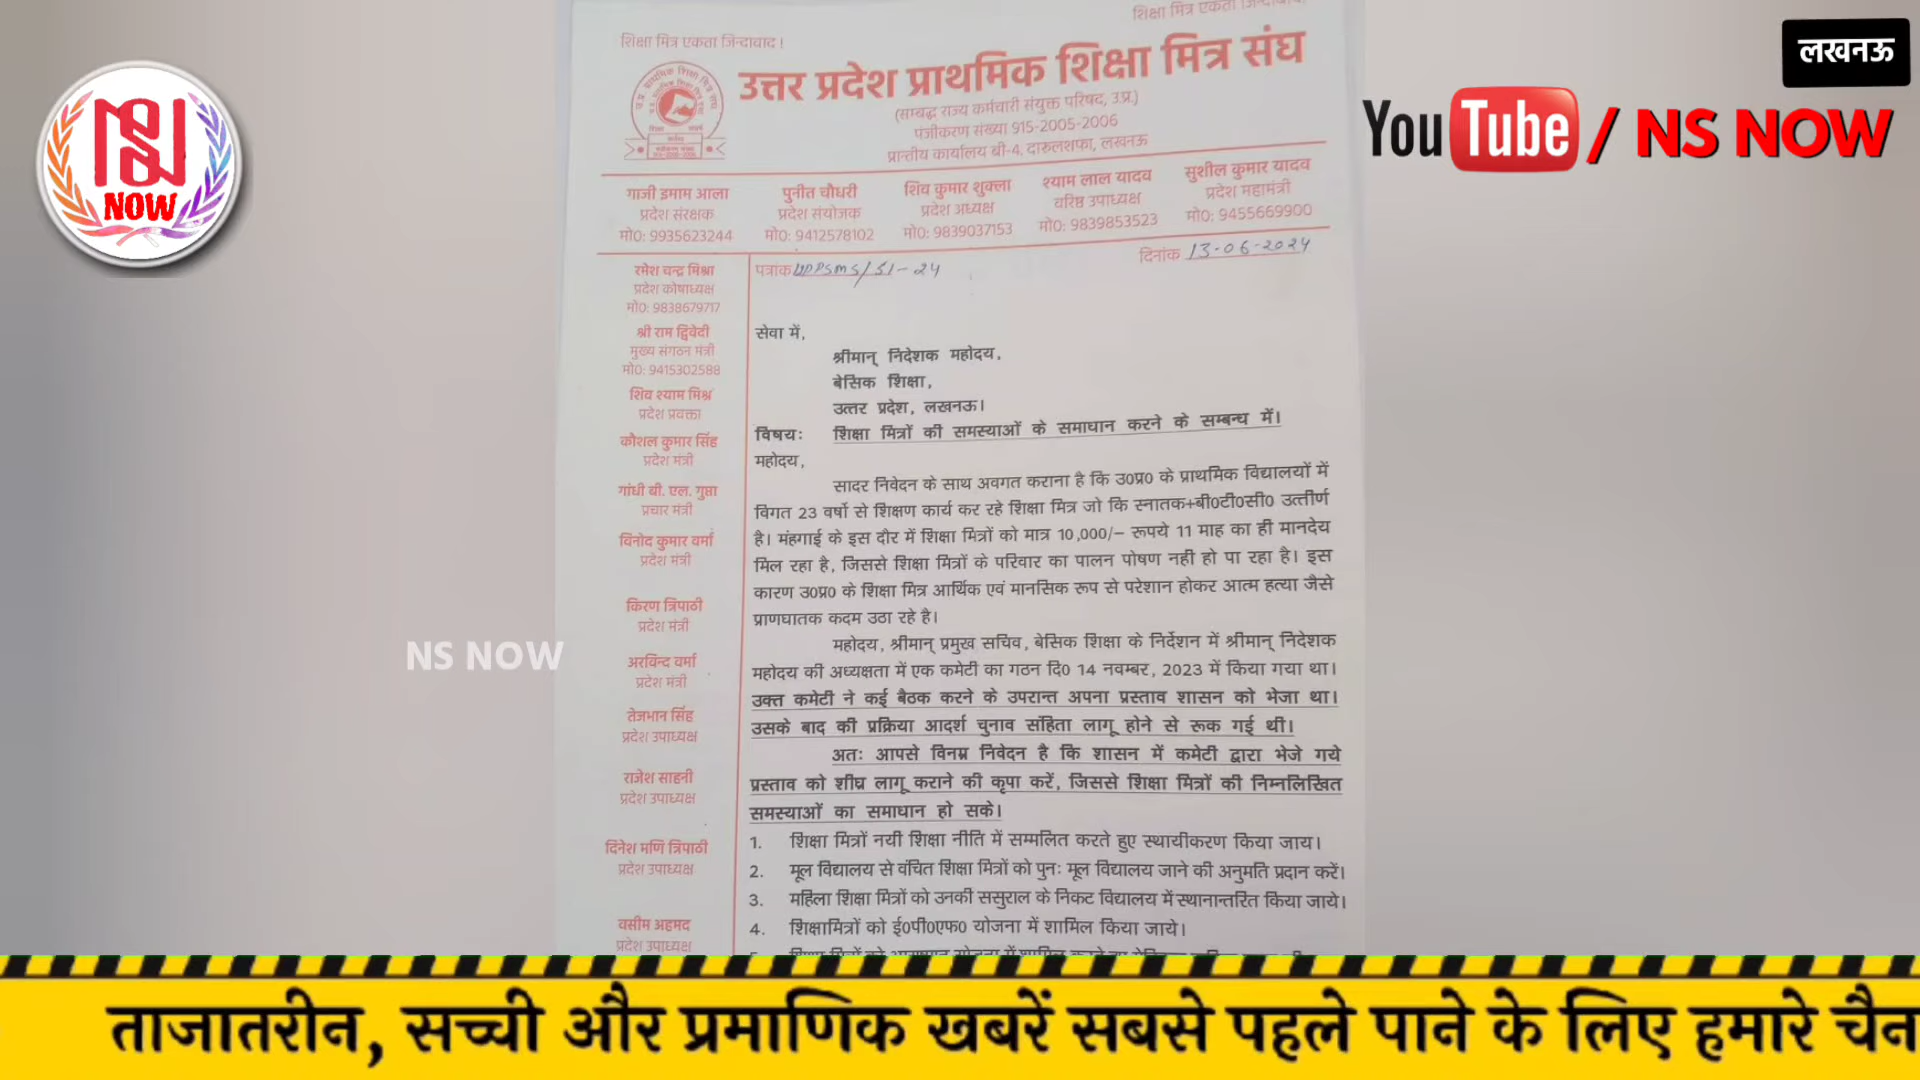 लखनऊ
YouTube / NS NOW
NS
NOW
शिक्षा मित्र एकता जिन्दावाद !
शिक्षा मित्र एकता जिन्दावाद !
उत्तर प्रदेश प्राथमिक शिक्षा मित्र संघ
(सम्बद्ध राज्य कर्मचारी संयुक्त परिषद, उ.प्र.)
पंजीकरण संख्या 915-2005-2006
प्रान्तीय कार्यालय बी-4, दारुलशफा, लखनऊ
गाजी इमाम आला
प्रदेश संरक्षक
मो0: 9935623244
पुनीत चौधरी
प्रदेश संयोजक
मो0: 9412578102
शिव कुमार शुक्ला
प्रदेश अध्यक्ष
मो0: 9839037153
श्याम लाल यादव
वरिष्ठ उपाध्यक्ष
मो0: 9839853523
सुशील कुमार यादव
प्रदेश महामंत्री
मो0: 9455669900
रमेश चन्द्र मिश्रा
प्रदेश कोषाध्यक्ष
मो0: 9838679717
श्री राम द्विवेदी
मुख्य संगठन मंत्री
मो0: 9415302588
शिव श्याम मिश्र
प्रदेश प्रवक्ता
कौशल कुमार सिंह
प्रदेश मंत्री
गांधी बी. एल. गुप्ता
प्रचार मंत्री
विनोद कुमार वर्मा
प्रदेश मंत्री
किरण त्रिपाठी
प्रदेश मंत्री
अरविन्द वर्मा
प्रदेश मंत्री
तेजभान सिंह
प्रदेश उपाध्यक्ष
राजेश साहनी
प्रदेश उपाध्यक्ष
दिनेश मणि त्रिपाठी
प्रदेश उपाध्यक्ष
वसीम अहमद
प्रदेश उपाध्यक्ष
पत्रांक UPPSMS/51-24
दिनांक 13-06-2024
सेवा में,
श्रीमान् निदेशक महोदय,
बेसिक शिक्षा,
उत्तर प्रदेश, लखनऊ।
विषयः शिक्षा मित्रों की समस्याओं के समाधान करने के सम्बन्ध में।
महोदय,
सादर निवेदन के साथ अवगत कराना है कि उ0प्र0 के प्राथमिक विद्यालयों में
विगत 23 वर्षो से शिक्षण कार्य कर रहे शिक्षा मित्र जो कि स्नातक+बी0टी0सी0 उत्तीर्ण
है। मंहगाई के इस दौर में शिक्षा मित्रों को मात्र 10,000/– रूपये 11 माह का ही मानदेय
मिल रहा है, जिससे शिक्षा मित्रों के परिवार का पालन पोषण नही हो पा रहा है। इस
कारण उ0प्र0 के शिक्षा मित्र आर्थिक एवं मानसिक रूप से परेशान होकर आत्म हत्या जैसे
प्राणघातक कदम उठा रहे है।
महोदय, श्रीमान् प्रमुख सचिव, बेसिक शिक्षा के निर्देशन में श्रीमान् निदेशक
महोदय की अध्यक्षता में एक कमेटी का गठन दि0 14 नवम्बर, 2023 में किया गया था।
उक्त कमेटी ने कई बैठक करने के उपरान्त अपना प्रस्ताव शासन को भेजा था।
उसके बाद की प्रक्रिया आदर्श चुनाव संहिता लागू होने से रूक गई थी।
अतः आपसे विनम्र निवेदन है कि शासन में कमेटी द्वारा भेजे गये
प्रस्ताव को शीघ्र लागू कराने की कृपा करें, जिससे शिक्षा मित्रों की निम्नलिखित
समस्याओं का समाधान हो सके।
1. शिक्षा मित्रों नयी शिक्षा नीति में सम्मलित करते हुए स्थायीकरण किया जाय।
2. मूल विद्यालय से वंचित शिक्षा मित्रों को पुनः मूल विद्यालय जाने की अनुमति प्रदान करें।
3. महिला शिक्षा मित्रों को उनकी ससुराल के निकट विद्यालय में स्थानान्तरित किया जाये।
4. शिक्षामित्रों को ई0पी0एफ0 योजना में शामिल किया जाये।
NS NOW
ताजातरीन, सच्ची और प्रमाणिक खबरें सबसे पहले पाने के लिए हमारे चैन